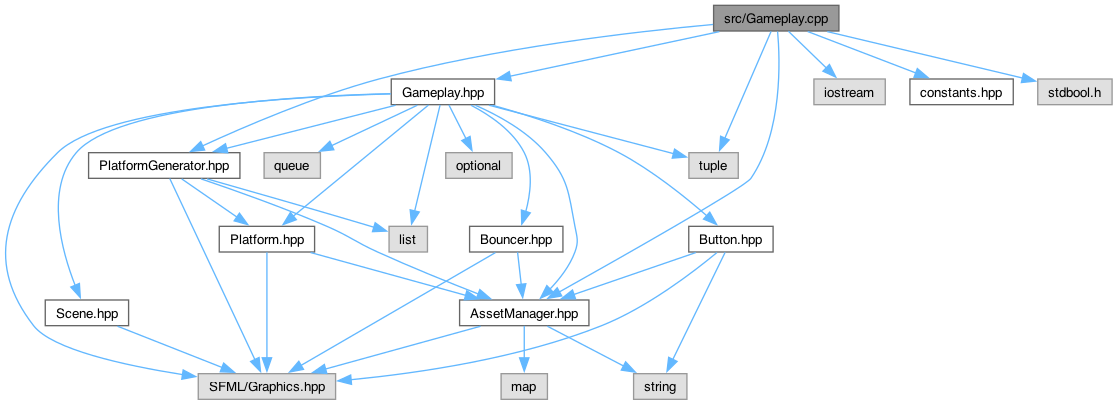 src/Gameplay.cpp
Gameplay.hpp
iostream
constants.hpp
stdbool.h
PlatformGenerator.hpp
queue
optional
tuple
Platform.hpp
list
Bouncer.hpp
Button.hpp
Scene.hpp
AssetManager.hpp
SFML/Graphics.hpp
map
string